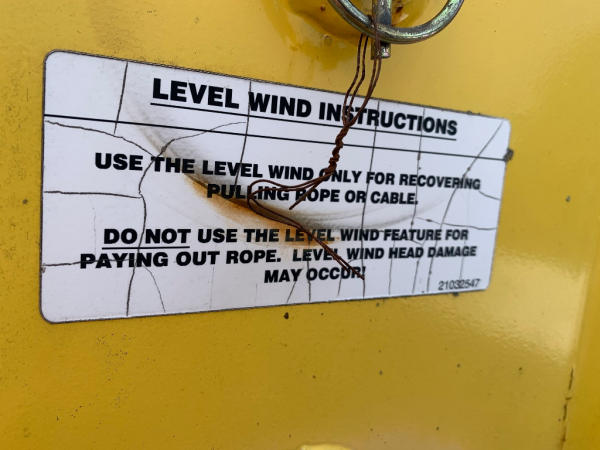 LEVEL WIND INSTRUCTIONS
USE THE LEVEL WIND ONLY FOR RECOVERING
PULLING ROPE OR CABLE.
DO NOT USE THE LEVEL WIND FEATURE FOR
PAYING OUT ROPE. LEVEL WIND HEAD DAMAGE
MAY OCCUR!
21032547